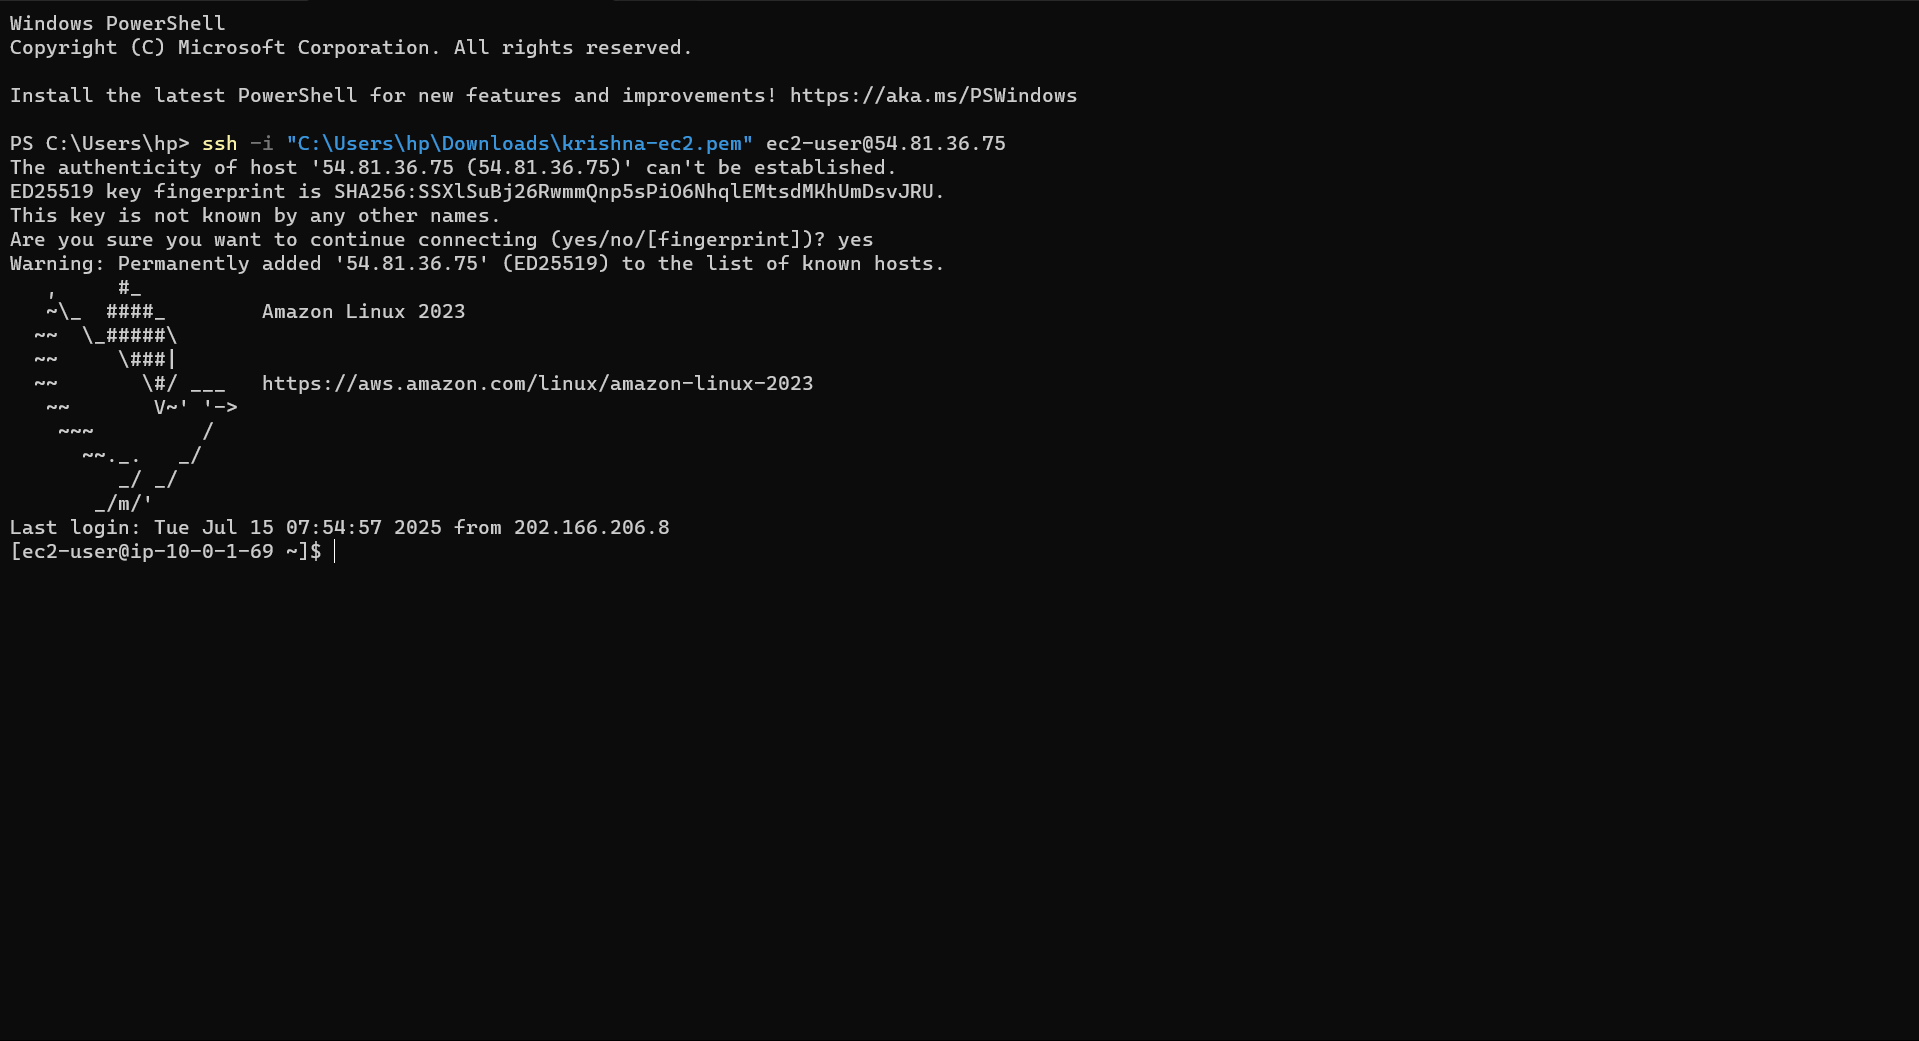 Windows PowerShell
Copyright (C) Microsoft Corporation. All rights reserved.
Install the latest PowerShell for new features and improvements! https://aka.ms/PSWindows
PS C:\Users\hp> ssh -i "C:\Users\hp\Downloads\krishna-ec2.pem" ec2-user@54.81.36.75
The authenticity of host '54.81.36.75 (54.81.36.75)' can't be established.
ED25519 key fingerprint is SHA256:SSXlSuBj26RwmmQnp5sPiO6NhqlEMtsdMKhUmDsvJRU.
This key is not known by any other names.
Are you sure you want to continue connecting (yes/no/[fingerprint])? yes
Warning: Permanently added '54.81.36.75' (ED25519) to the list of known hosts.
   ,     #_
   ~\_  ####_        Amazon Linux 2023
  ~~  \_#####\
  ~~     \###|
  ~~       \#/ ___   https://aws.amazon.com/linux/amazon-linux-2023
   ~~       V~' '->
    ~~~         /
      ~~._.   _/
         _/ _/
       _/m/'
Last login: Tue Jul 15 07:54:57 2025 from 202.166.206.8
[ec2-user@ip-10-0-1-69 ~]$